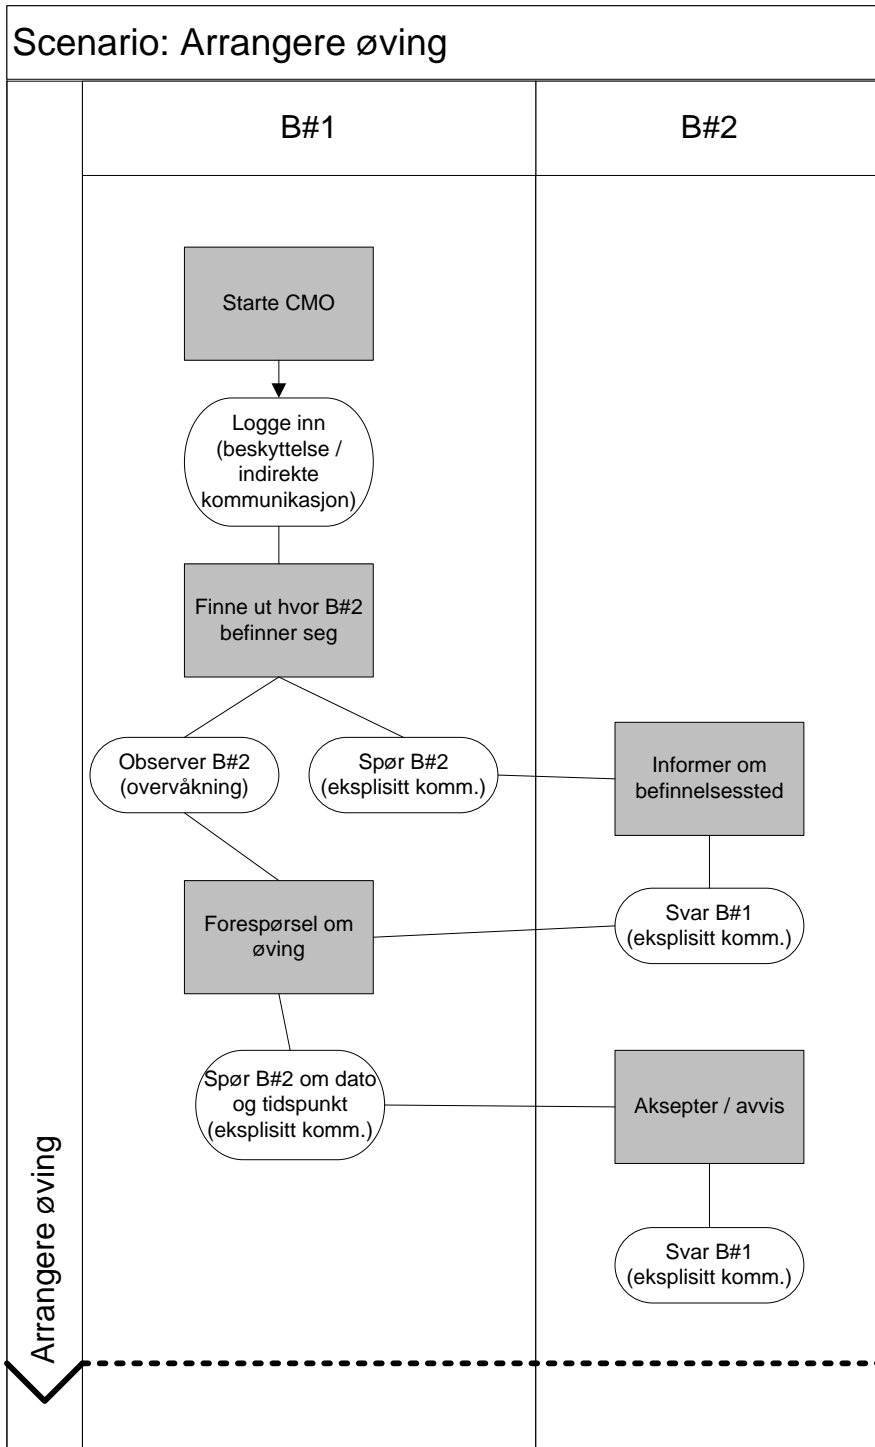 Scenario: Arrangere øving
B#1
B#2
Starte CMO
Logge inn
(beskyttelse /
indirekte
kommunikasjon)
Finne ut hvor B#2
befinner seg
Observer B#2
(overvåkning)
Spør B#2
(eksplisitt komm.)
Informer om
befinnelsessted
Forespørsel om
øving
Svar B#1
(eksplisitt komm.)
Spør B#2 om dato
og tidspunkt
(eksplisitt komm.)
Aksepter / avvis
Svar B#1
(eksplisitt komm.)
Arrangere øving